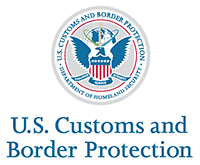 U.S. CUSTOMS AND BORDER PROTECTION
DEPARTMENT OF HOMELAND SECURITY
U.S. Customs and
Border Protection